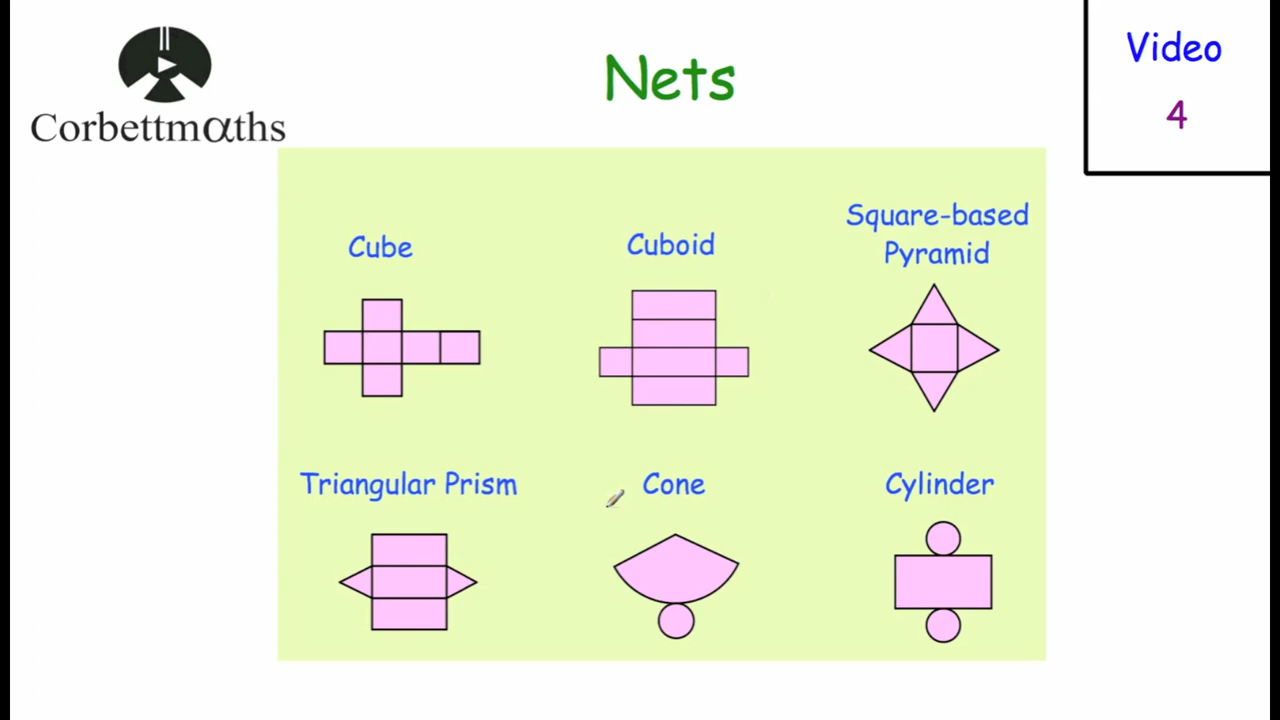 Corbettmαths
Nets
Video
4
Cube
Cuboid
Square-based
Pyramid
Triangular Prism
Cone
Cylinder